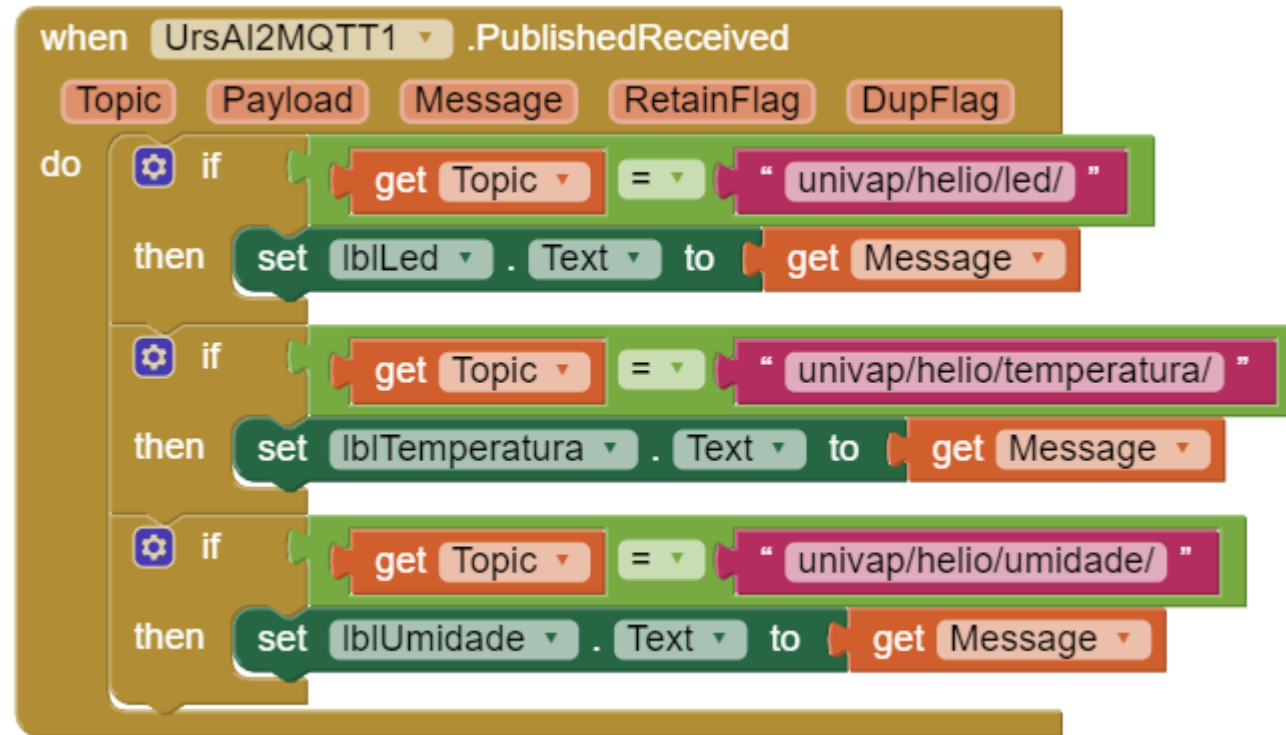 when UrsAI2MQTT1 .PublishedReceived
Topic Payload Message RetainFlag DupFlag
do if get Topic = “ univap/helio/led/ ”
then set lblLed . Text to get Message
if get Topic = “ univap/helio/temperatura/ ”
then set lblTemperatura . Text to get Message
if get Topic = “ univap/helio/umidade/ ”
then set lblUmidade . Text to get Message